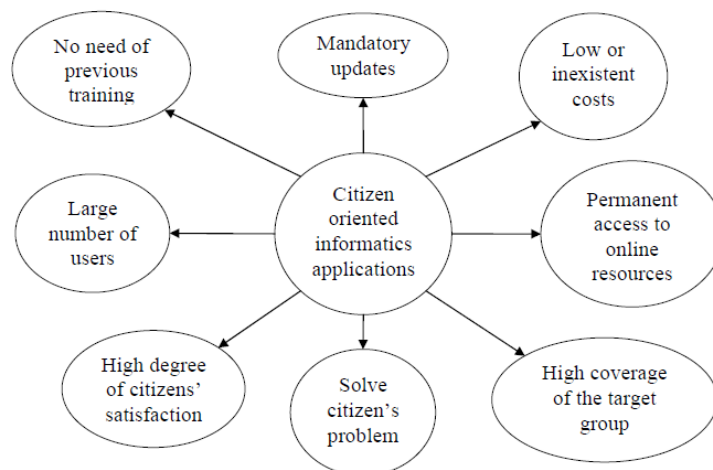 No need of
previous
training
Mandatory
updates
Low or
inexistent
costs
Large
number of
users
Citizen
oriented
informatics
applications
Permanent
access to
online
resources
High degree
of citizens’
satisfaction
Solve
citizen’s
problem
High coverage
of the target
group